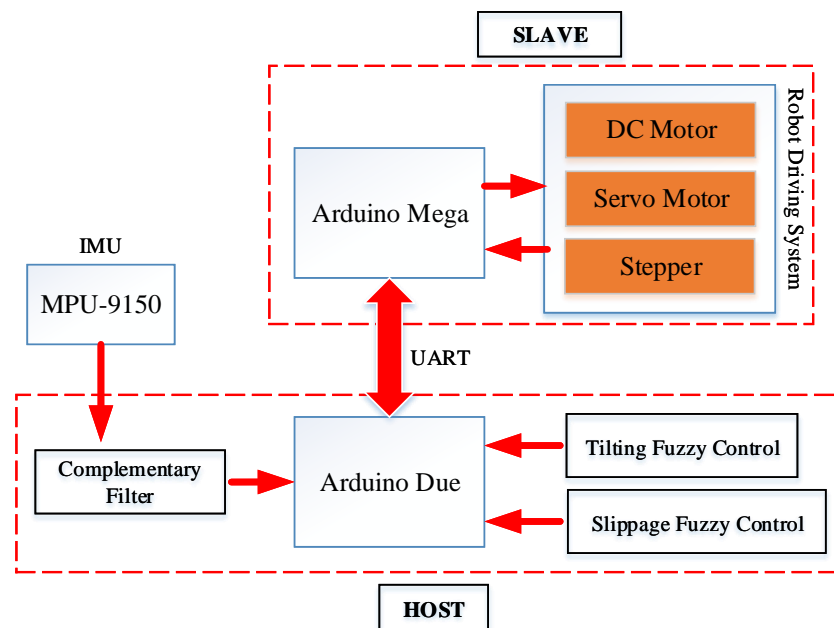 SLAVE
DC Motor
Servo Motor
Stepper
Robot Driving System
Arduino Mega
IMU
MPU-9150
UART
Complementary
Filter
Arduino Due
Tilting Fuzzy Control
Slippage Fuzzy Control
HOST